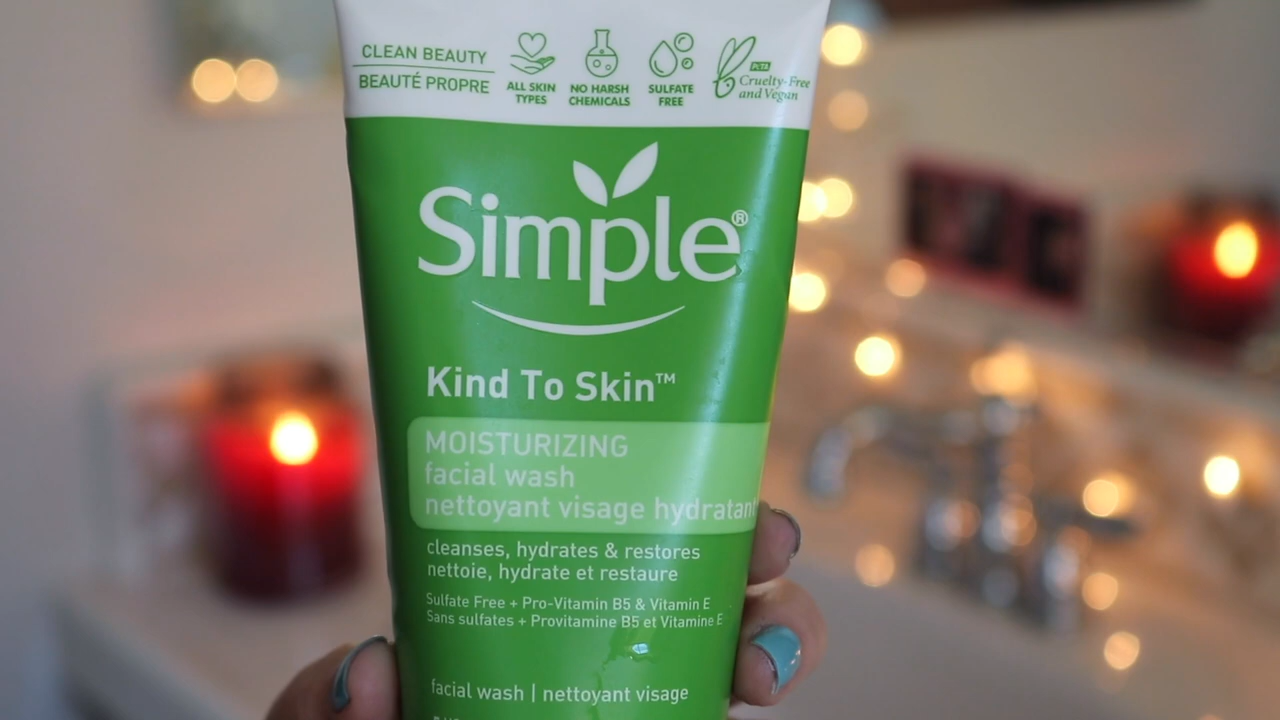 CLEAN BEAUTY
BEAUTÉ PROPRE
ALL SKIN
TYPES
NO HARSH
CHEMICALS
SULFATE
FREE
PETA
Cruelty-Free
and Vegan
Simple®
Kind To Skin™
MOISTURIZING
facial wash
nettoyant visage hydratant
cleanses, hydrates & restores
nettoie, hydrate et restaure
Sulfate Free + Pro-Vitamin B5 & Vitamin E
Sans sulfates + Provitamine B5 et Vitamine E
facial wash | nettoyant visage